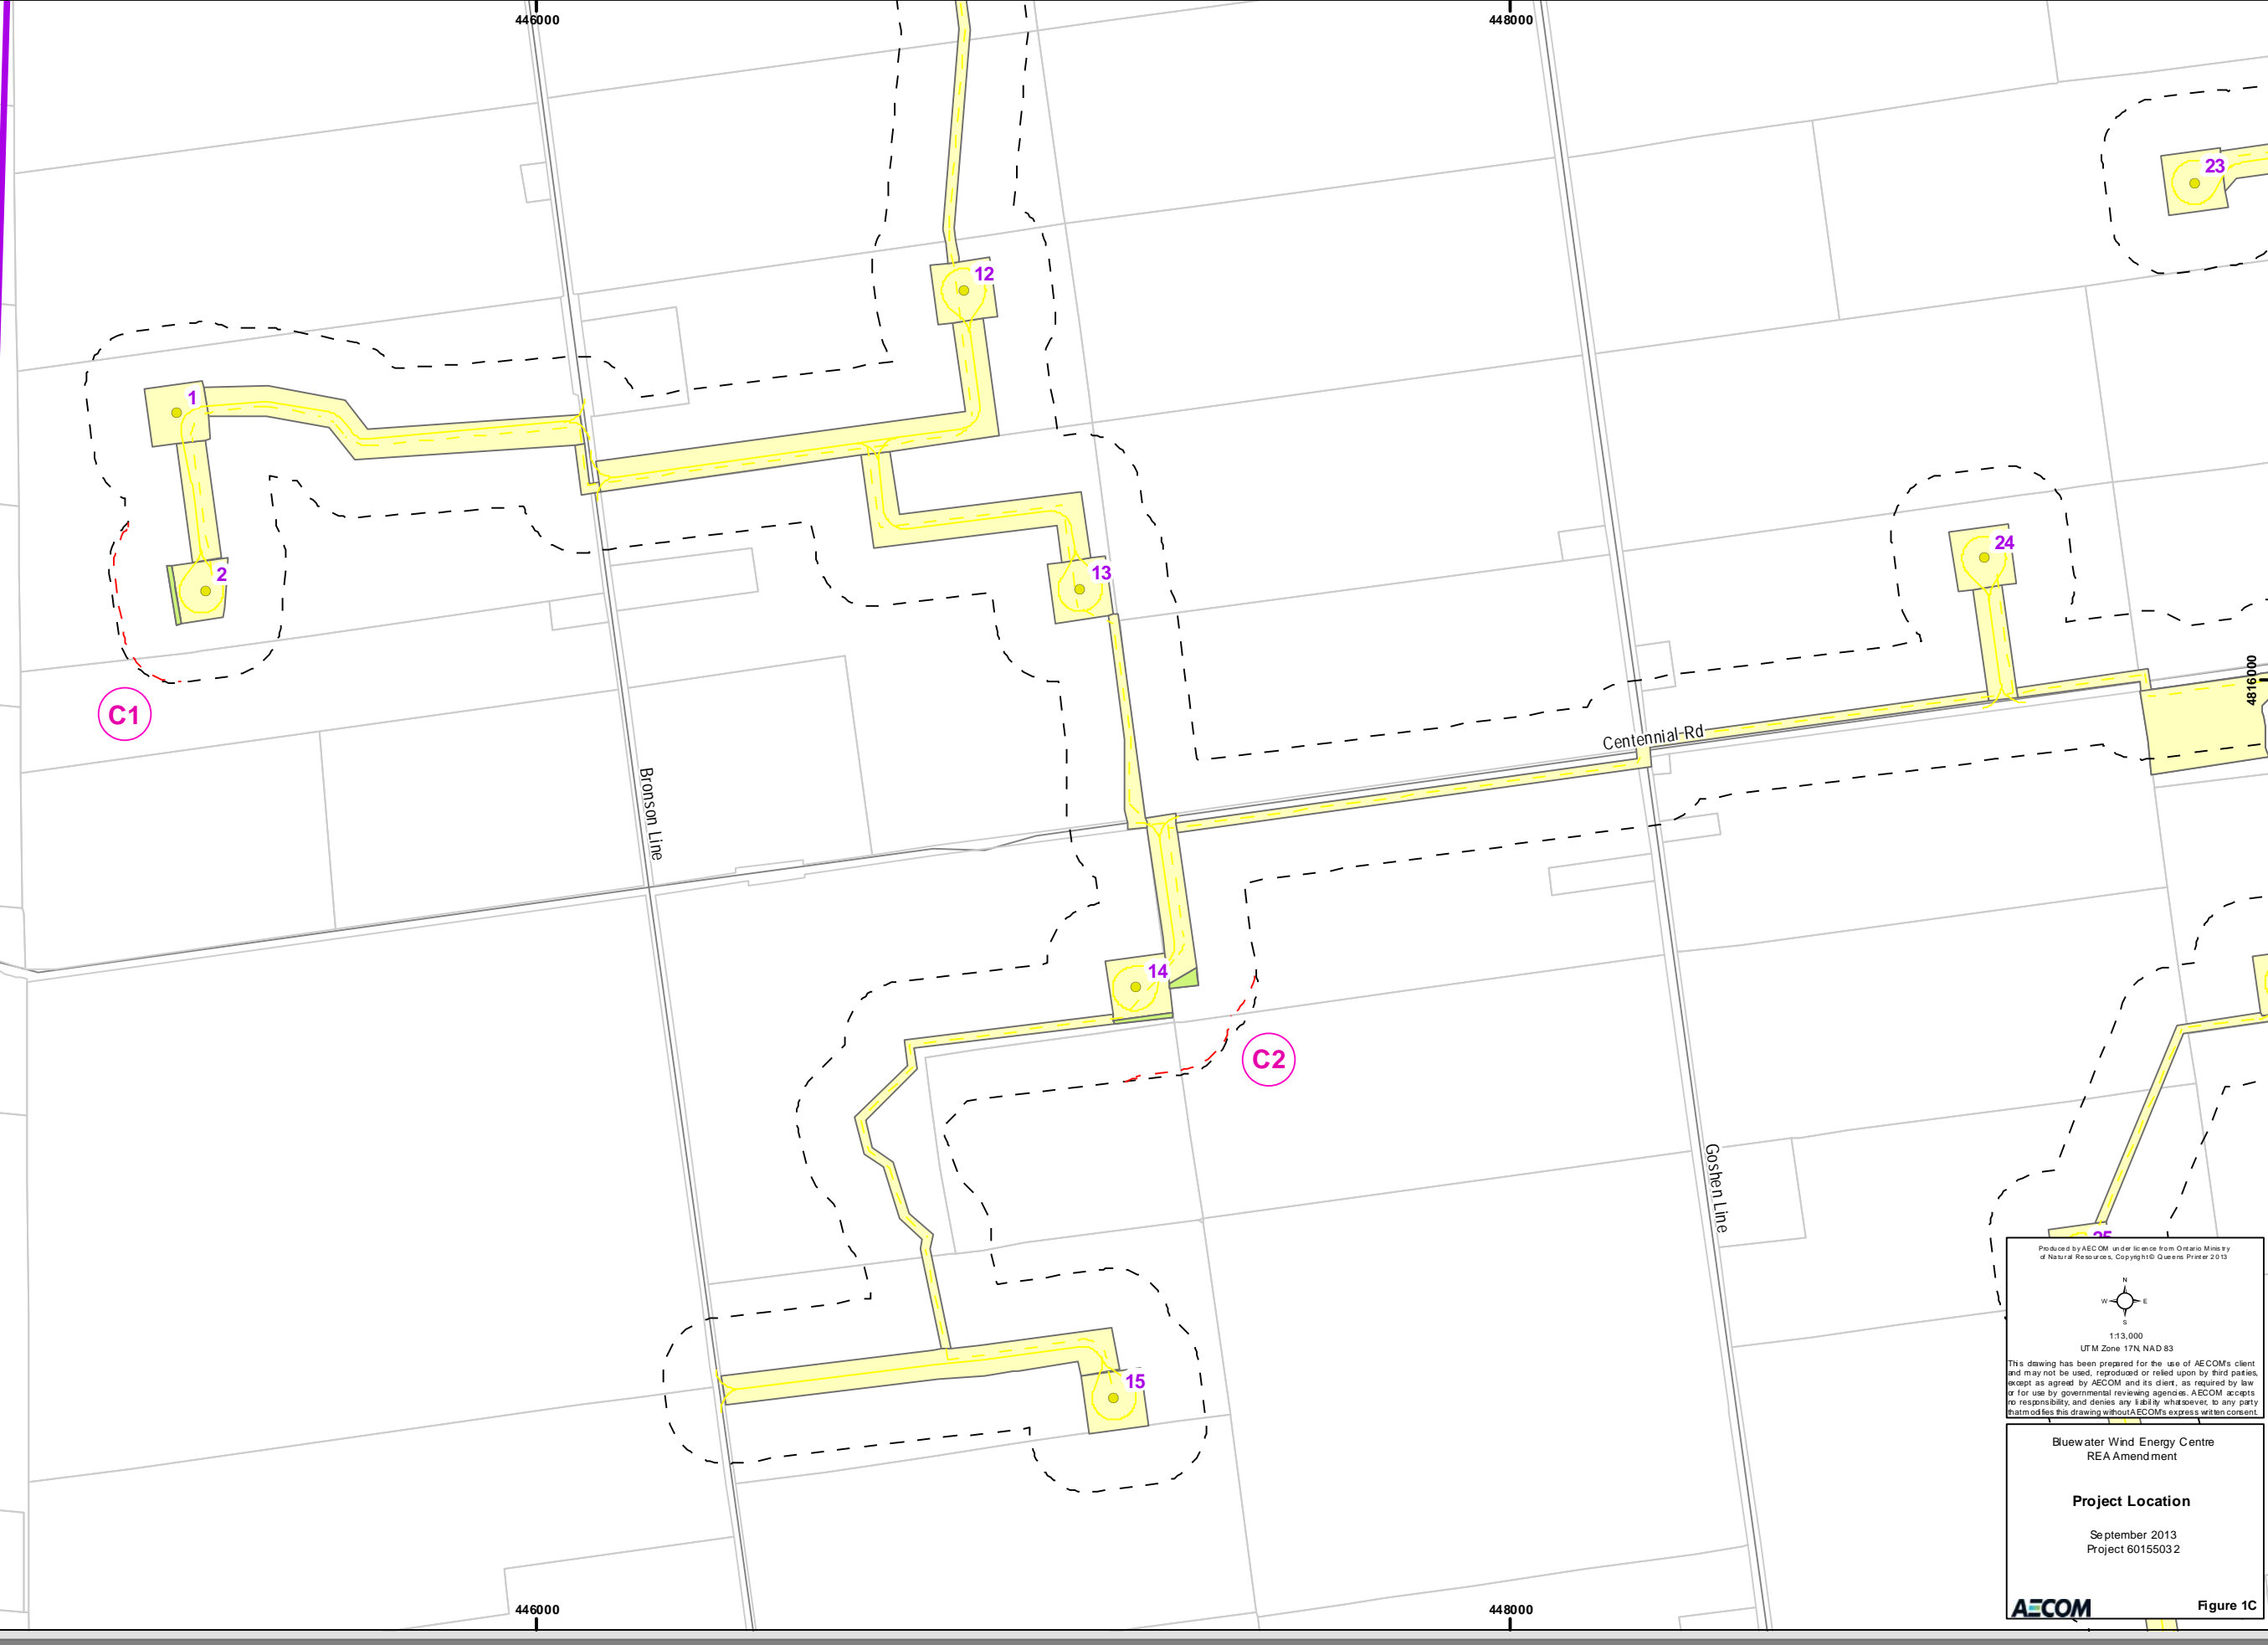 446000
448000
23
12
1
24
13
2
4816000
C1
Centennial Rd
Bronson Line
14
C2
Goshen Line
25
15
Produced by AECOM under licence from Ontario Ministry
of Natural Resources, Copyright © Queens Printer 2013
N
W E
S
1:13,000
UTM Zone 17N, NAD 83
This drawing has been prepared for the use of AECOM's client
and may not be used, reproduced or relied upon by third parties,
except as agreed by AECOM and its client, as required by law
or for use by governmental reviewing agencies. AECOM accepts
no responsibility, and denies any liability whatsoever, to any party
that modifies this drawing without AECOM's express written consent.
Bluewater Wind Energy Centre
REA Amendment
Project Location
September 2013
Project 60155032
446000
448000
AECOM
Figure 1C